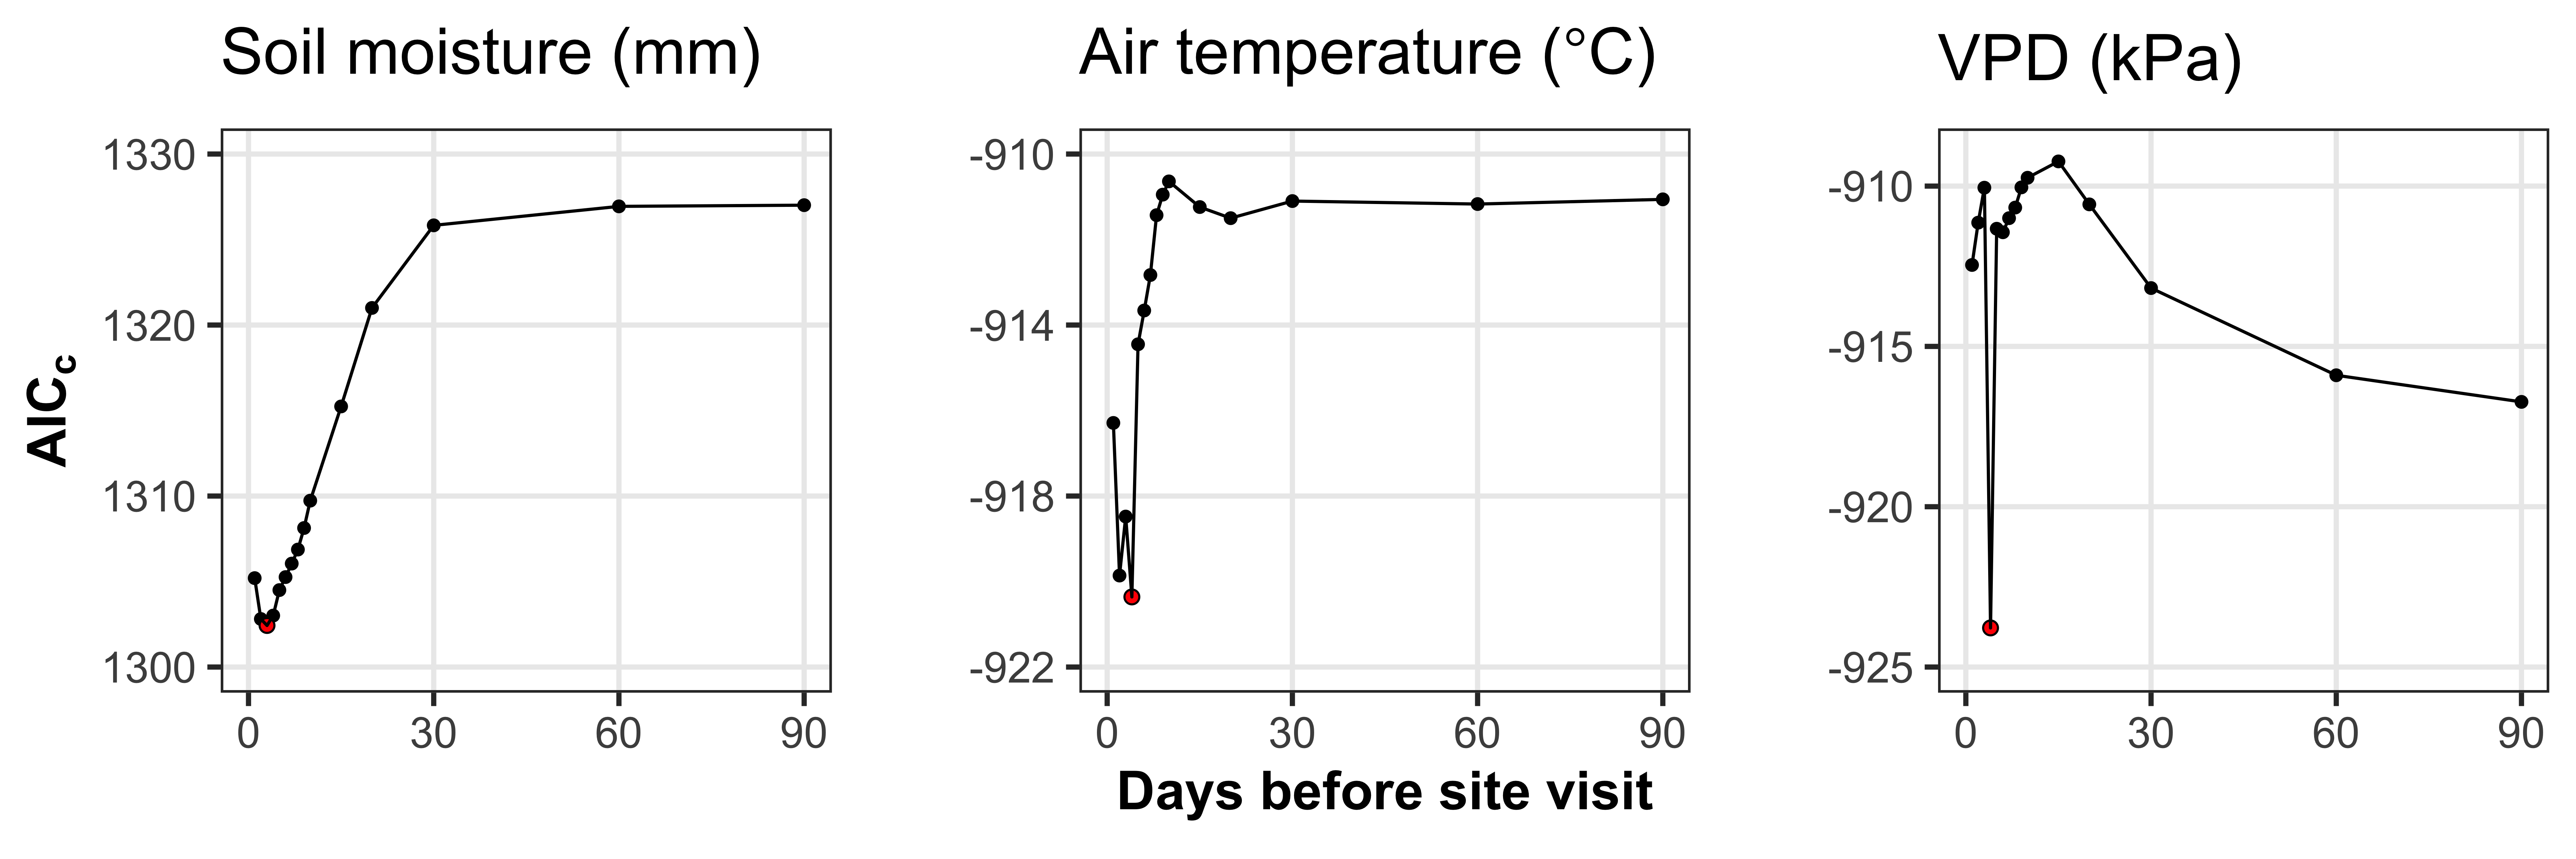 Soil moisture (mm)
1330
1320
1310
1300
0 30 60 90
AICc
Air temperature (°C)
-910
-914
-918
-922
0 30 60 90
Days before site visit
VPD (kPa)
-910
-915
-920
-925
0 30 60 90